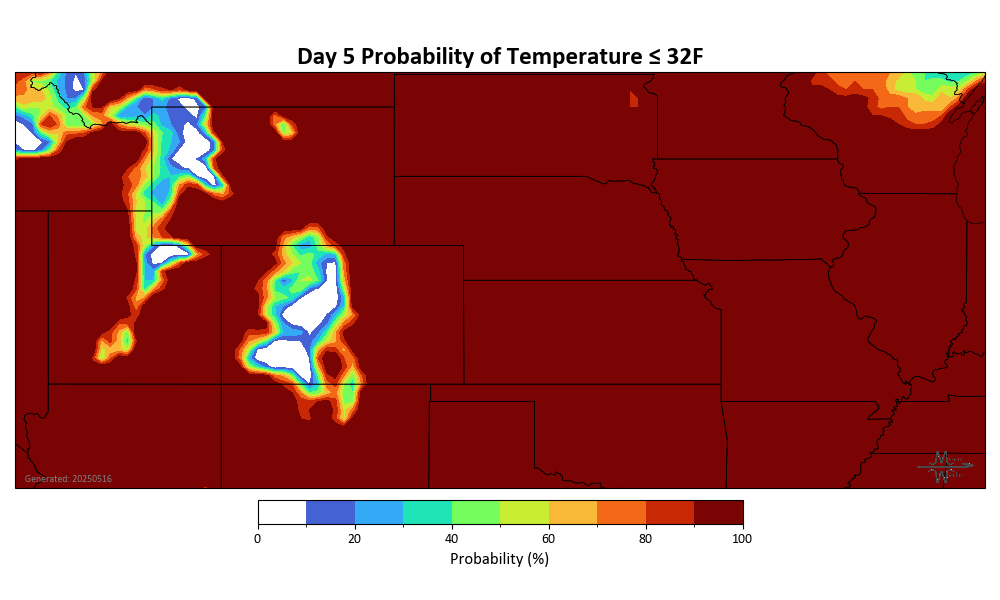 Day 5 Probability of Temperature ≤ 32F
Generated: 20250516
M
W
0 20 40 60 80 100
Probability (%)